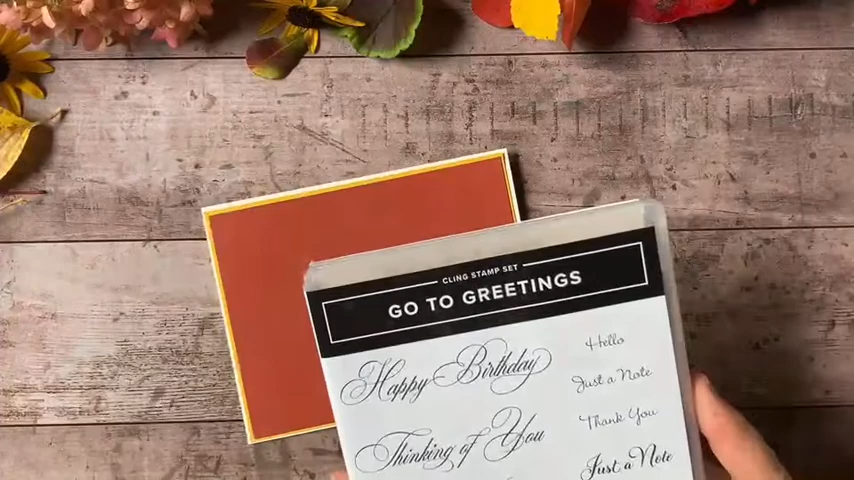 CLING STAMP SET
GO TO GREETINGS
Happy Birthday
Hello
Just a Note
Thank You
Thinking of You
Just a Note